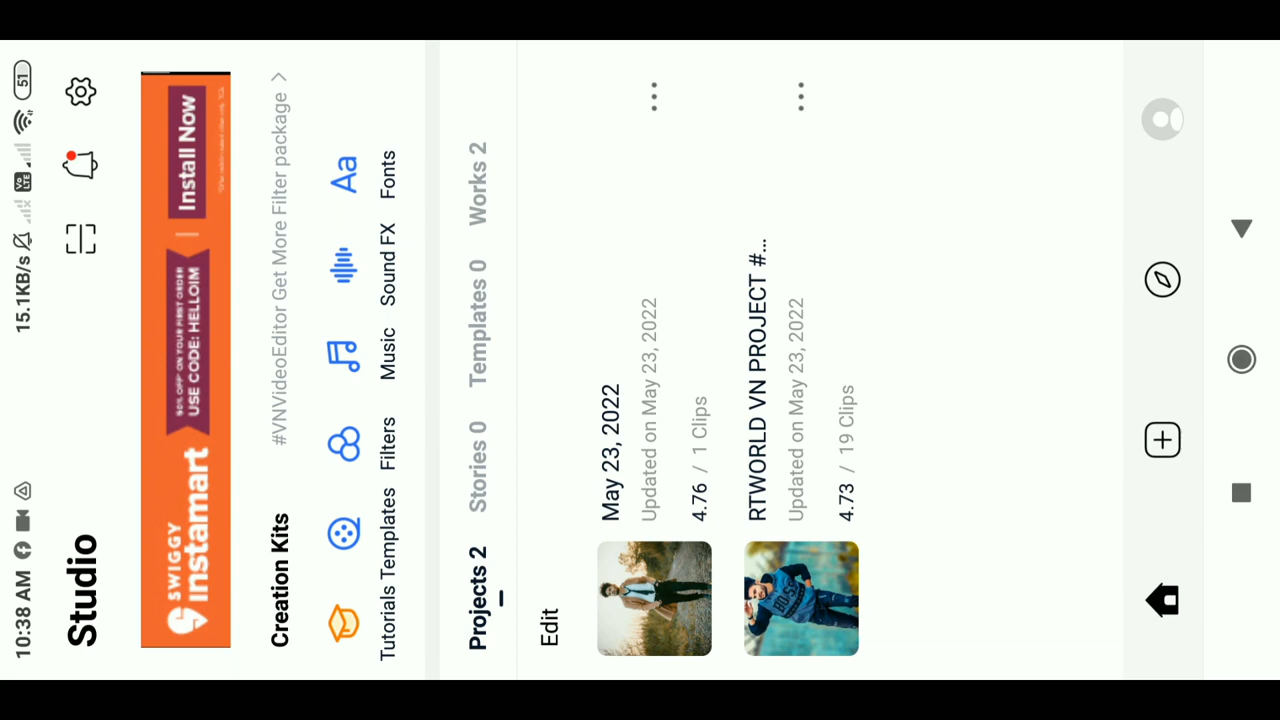 10:38 AM 15.1KB/s Vo LTE 51
Studio
SWIGGY
instamart
50% OFF* ON YOUR FIRST ORDER
USE CODE: HELLOIM
Install Now
Creation Kits #VNVideoEditor Get More Filter package >
Tutorials Templates Filters Music Sound FX Fonts
Aa
Projects 2 Stories 0 Templates 0 Works 2
Edit
May 23, 2022
Updated on May 23, 2022
4.76 / 1 Clips
RTWORLD VN PROJECT #...
Updated on May 23, 2022
4.73 / 19 Clips